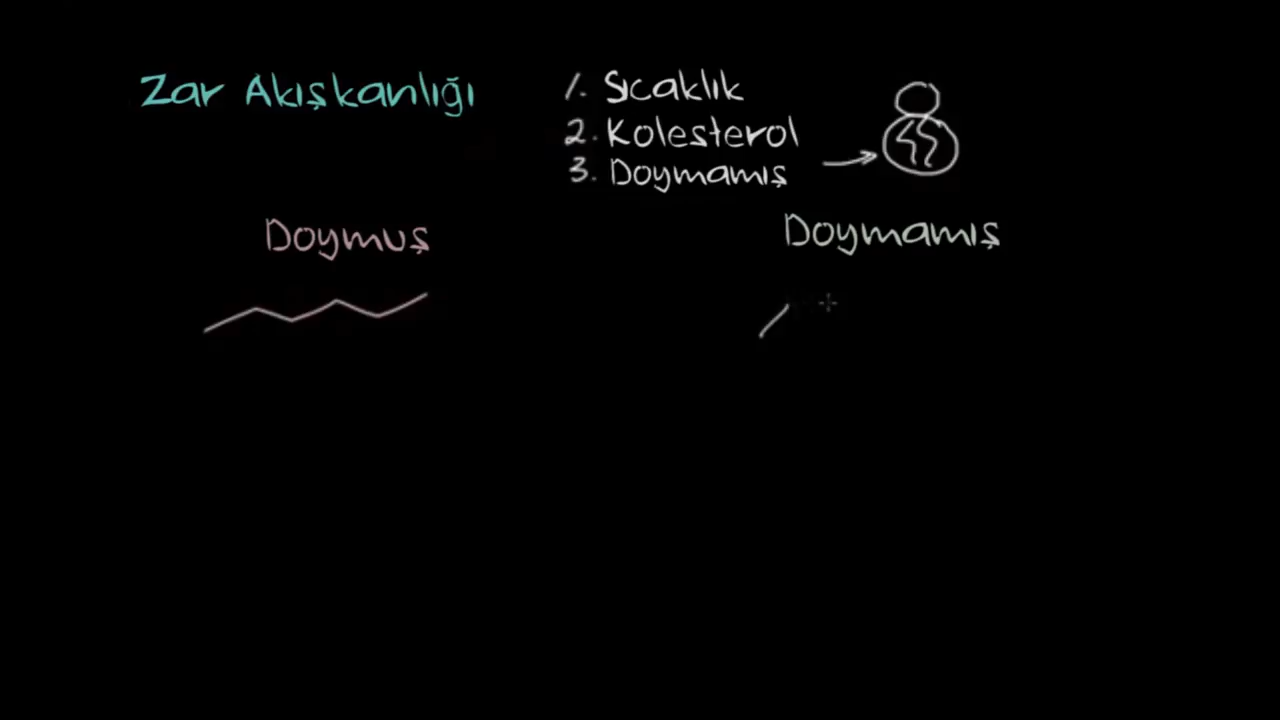 Zar Akışkanlığı
1. Sıcaklık
2. Kolesterol
3. Doymamış
Doymuş
Doymamış